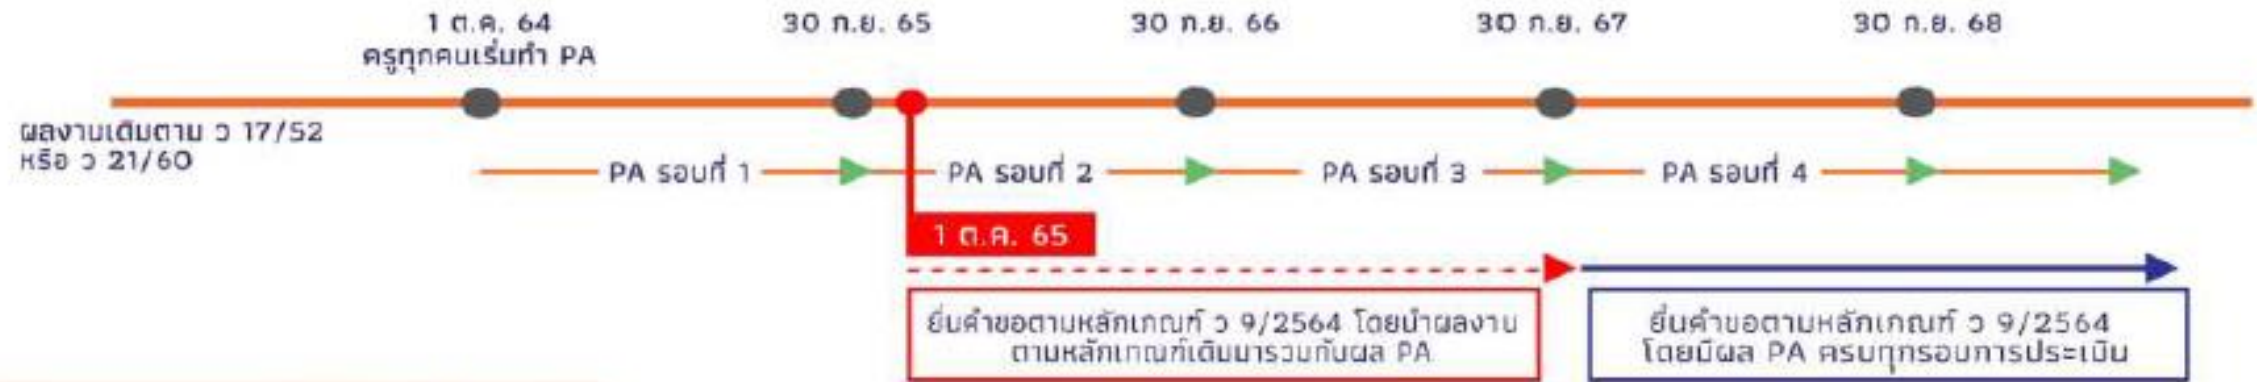 1 ต.ค. 64
ครูทุกคนเริ่มทำ PA
30 ก.ย. 65
30 ก.ย. 66
30 ก.ย. 67
30 ก.ย. 68
ผลงานเดิมตาม ว 17/52
หรือ ว 21/60
PA รอบที่ 1
PA รอบที่ 2
PA รอบที่ 3
PA รอบที่ 4
1 ต.ค. 65
ยื่นคำขอตามหลักเกณฑ์ ว 9/2564 โดยนำผลงาน
ตามหลักเกณฑ์เดิมมารวมกับผล PA
ยื่นคำขอตามหลักเกณฑ์ ว 9/2564
โดยมีผล PA ครบทุกรอบการประเมิน